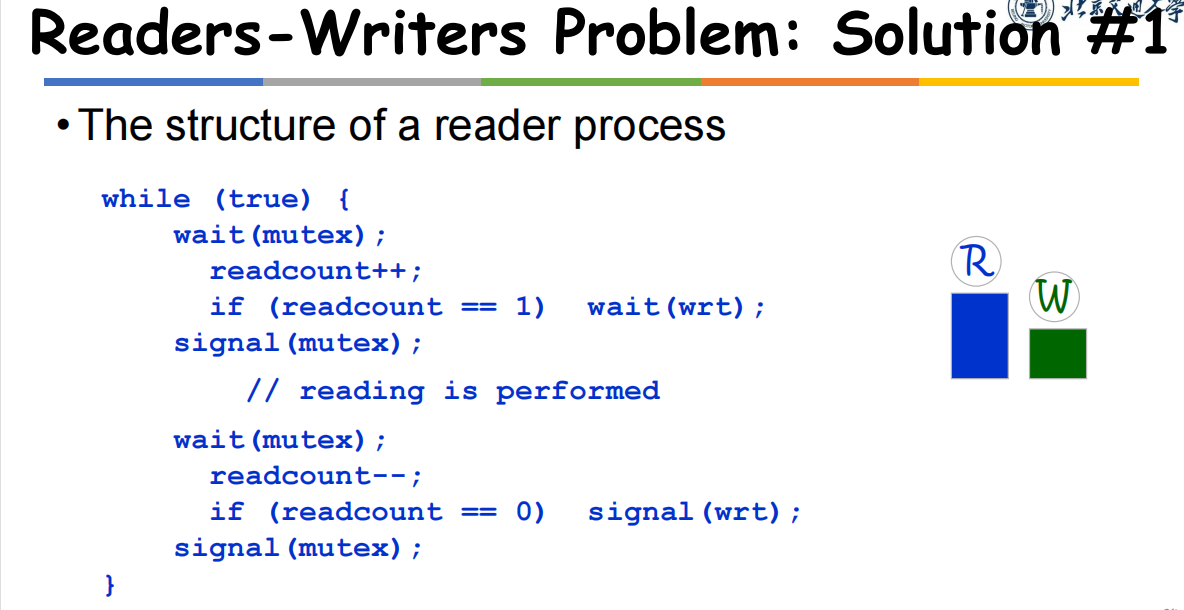 Readers-Writers Problem: Solution #1
• The structure of a reader process
while (true) {
wait(mutex);
readcount++;
if (readcount == 1)  wait(wrt);
signal(mutex);
// reading is performed
wait(mutex);
readcount--;
if (readcount == 0)  signal(wrt);
signal(mutex);
}
R
W